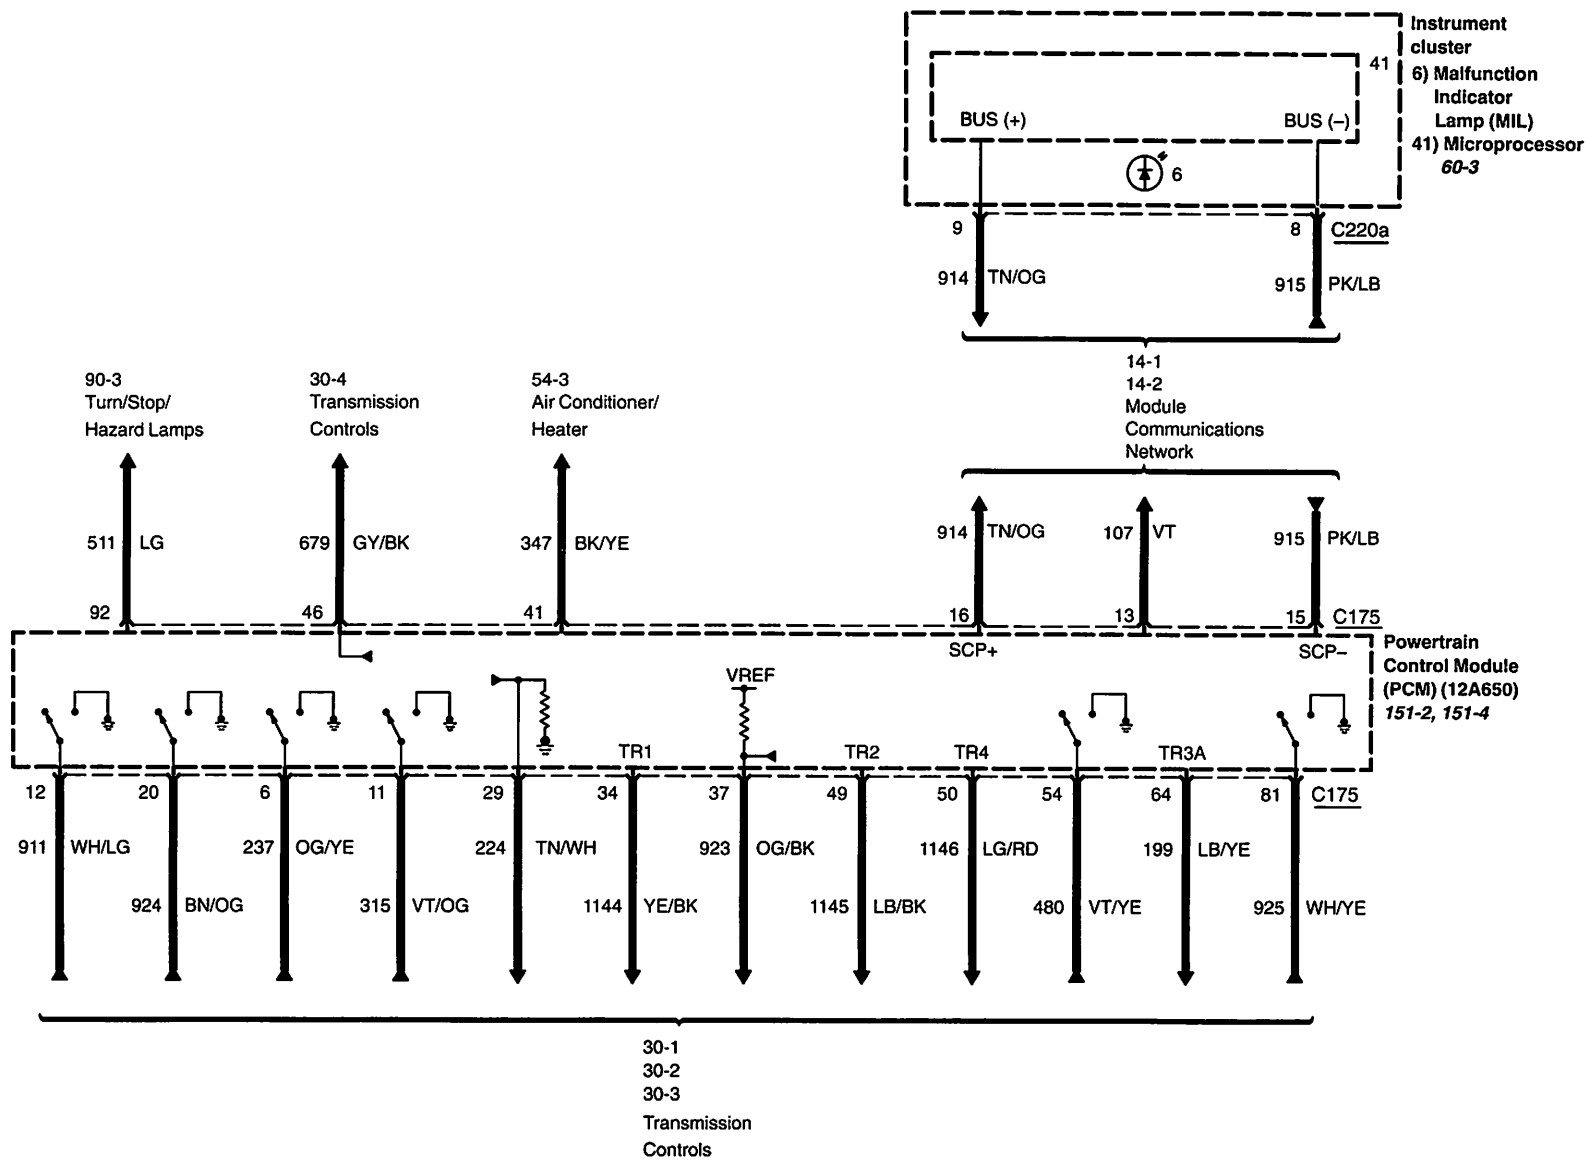 Instrument
cluster
6) Malfunction
Indicator
Lamp (MIL)
41) Microprocessor
60-3
41
BUS (+)
BUS (–)
6
9
8
C220a
914
TN/OG
915
PK/LB
14-1
14-2
Module
Communications
Network
90-3
Turn/Stop/
Hazard Lamps
30-4
Transmission
Controls
54-3
Air Conditioner/
Heater
511
LG
679
GY/BK
347
BK/YE
914
TN/OG
107
VT
915
PK/LB
92
46
41
16
13
15
C175
SCP+
SCP–
Powertrain
Control Module
(PCM) (12A650)
151-2, 151-4
VREF
TR1
TR2
TR4
TR3A
12
20
6
11
29
34
37
49
50
54
64
81
C175
911
WH/LG
237
OG/YE
224
TN/WH
923
OG/BK
1146
LG/RD
199
LB/YE
924
BN/OG
315
VT/OG
1144
YE/BK
1145
LB/BK
480
VT/YE
925
WH/YE
30-1
30-2
30-3
Transmission
Controls